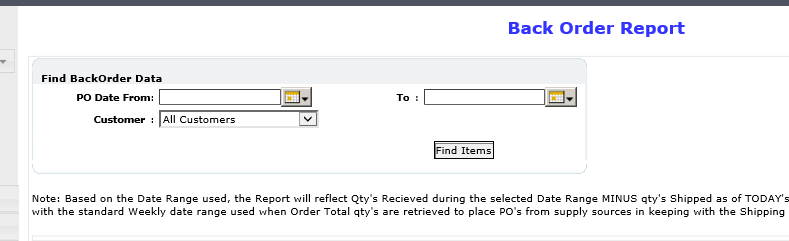 Back Order Report
Find BackOrder Data
PO Date From: To :
Customer : All Customers
Find Items
Note: Based on the Date Range used, the Report will reflect Qty's Recieved during the selected Date Range MINUS qty's Shipped as of TODAY's
with the standard Weekly date range used when Order Total qty's are retrieved to place PO's from supply sources in keeping with the Shipping